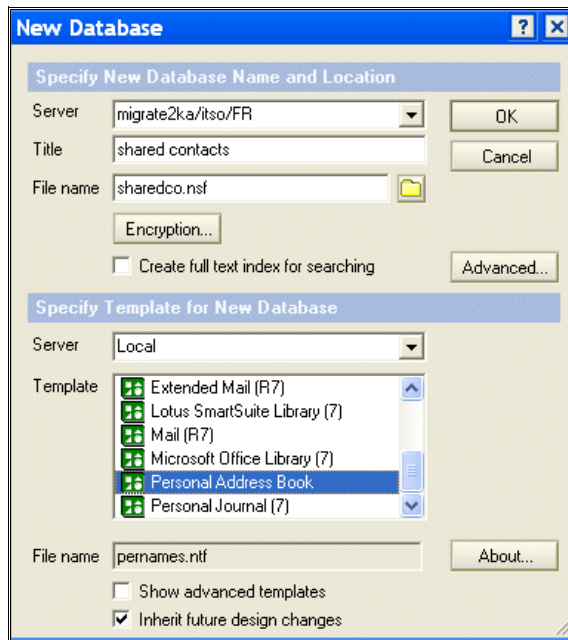 New Database
Specify New Database Name and Location
Server migrate2ka/itso/FR OK
Title shared contacts Cancel
File name sharedco.nsf
Encryption...
Create full text index for searching Advanced...
Specify Template for New Database
Server Local
Template Extended Mail (R7)
Lotus SmartSuite Library (7)
Mail (R7)
Microsoft Office Library (7)
Personal Address Book
Personal Journal (7)
File name pernames.ntf About...
Show advanced templates
Inherit future design changes